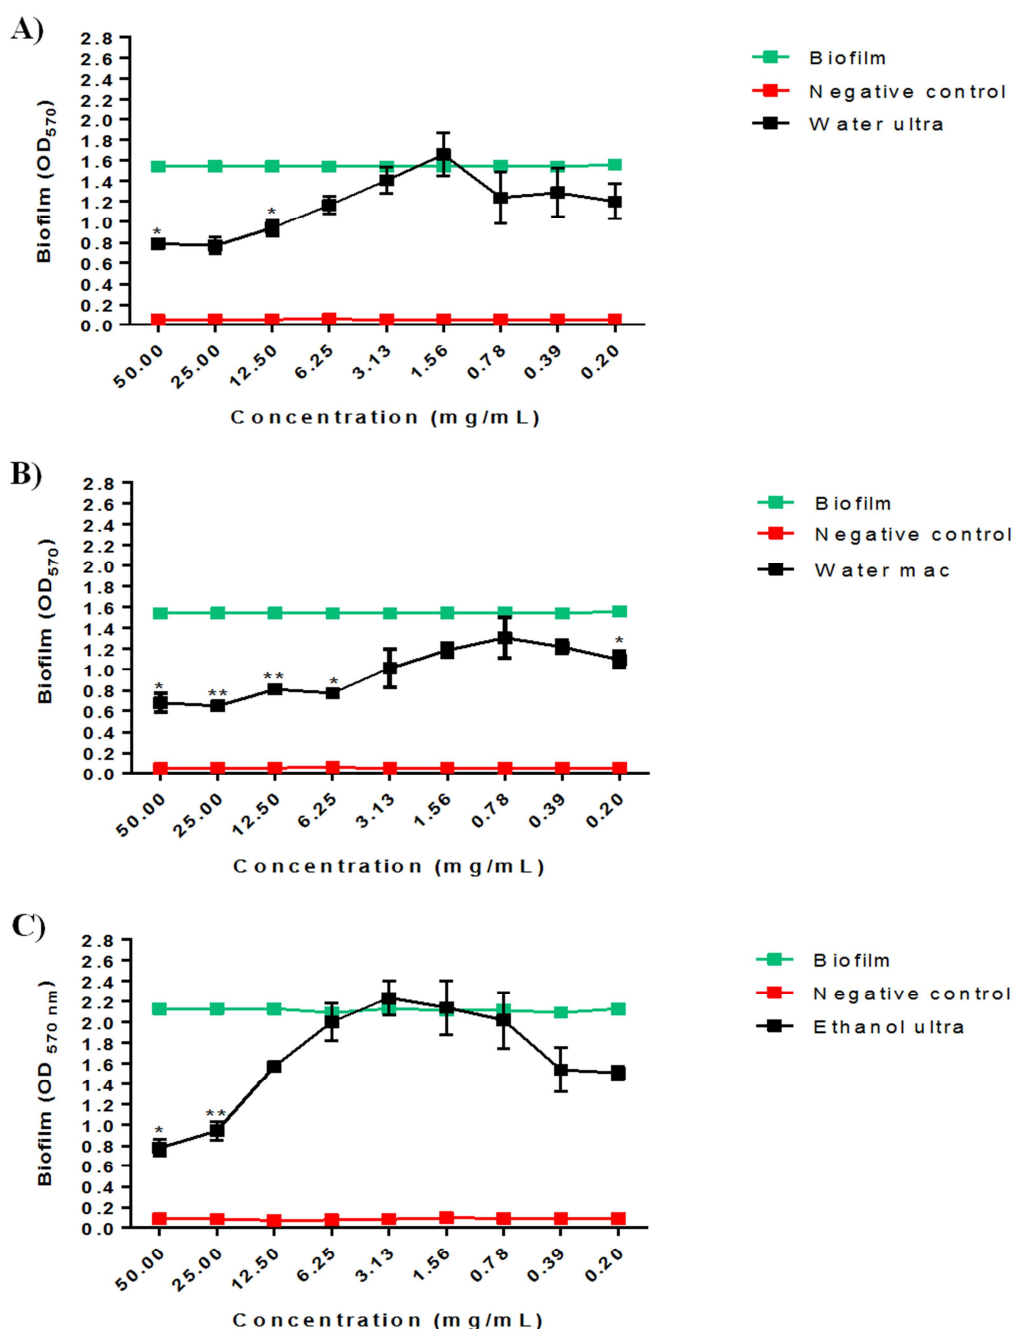 A)
Biofilm (OD570)
2.8
2.6
2.4
2.2
2.0
1.8
1.6
1.4
1.2
1.0
0.8
0.6
0.4
0.2
0.0
* *
50.00 25.00 12.50 6.25 3.13 1.56 0.78 0.39 0.20
Concentration (mg/mL)
Biofilm
Negative control
Water ultra
B)
Biofilm (OD570)
2.8
2.6
2.4
2.2
2.0
1.8
1.6
1.4
1.2
1.0
0.8
0.6
0.4
0.2
0.0
* ** ** * *
50.00 25.00 12.50 6.25 3.13 1.56 0.78 0.39 0.20
Concentration (mg/mL)
Biofilm
Negative control
Water mac
C)
Biofilm (OD 570 nm)
2.8
2.6
2.4
2.2
2.0
1.8
1.6
1.4
1.2
1.0
0.8
0.6
0.4
0.2
0.0
* **
50.00 25.00 12.50 6.25 3.13 1.56 0.78 0.39 0.20
Concentration (mg/mL)
Biofilm
Negative control
Ethanol ultra